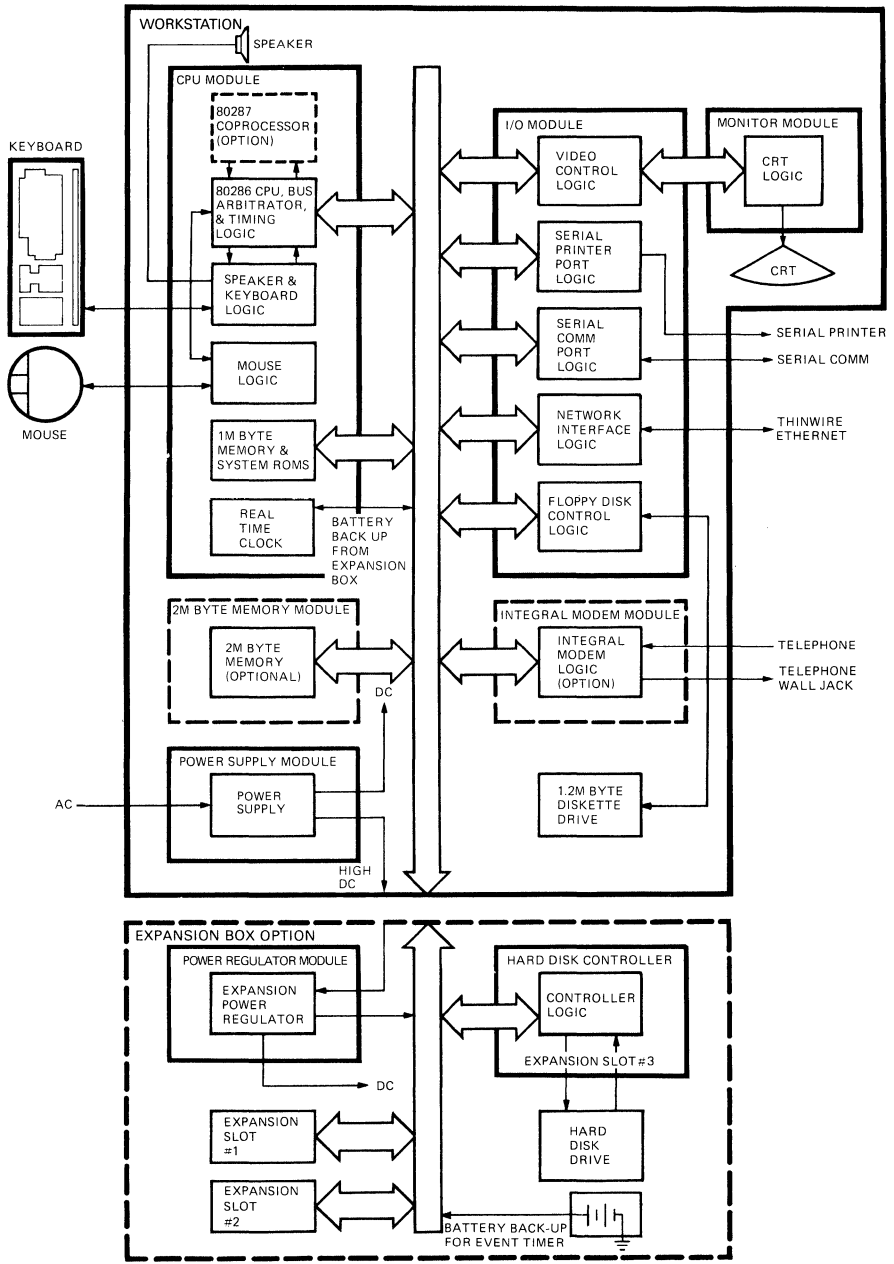 WORKSTATION
SPEAKER
CPU MODULE
80287
COPROCESSOR
(OPTION)
80286 CPU, BUS
ARBITRATOR,
& TIMING
LOGIC
SPEAKER &
KEYBOARD
LOGIC
MOUSE
LOGIC
1M BYTE
MEMORY &
SYSTEM ROMS
REAL
TIME
CLOCK
BATTERY
BACK UP
FROM
EXPANSION
BOX
KEYBOARD
MOUSE
I/O MODULE
VIDEO
CONTROL
LOGIC
SERIAL
PRINTER
PORT
LOGIC
SERIAL
COMM
PORT
LOGIC
NETWORK
INTERFACE
LOGIC
FLOPPY DISK
CONTROL
LOGIC
MONITOR MODULE
CRT
LOGIC
CRT
SERIAL PRINTER
SERIAL COMM
THINWIRE
ETHERNET
2M BYTE MEMORY MODULE
2M BYTE
MEMORY
(OPTIONAL)
INTEGRAL MODEM MODULE
INTEGRAL
MODEM
LOGIC
(OPTION)
TELEPHONE
TELEPHONE
WALL JACK
DC
POWER SUPPLY MODULE
POWER
SUPPLY
AC
HIGH
DC
1.2M BYTE
DISKETTE
DRIVE
EXPANSION BOX OPTION
POWER REGULATOR MODULE
EXPANSION
POWER
REGULATOR
DC
HARD DISK CONTROLLER
CONTROLLER
LOGIC
EXPANSION SLOT #3
HARD
DISK
DRIVE
EXPANSION
SLOT
#1
EXPANSION
SLOT
#2
BATTERY BACK-UP
FOR EVENT TIMER